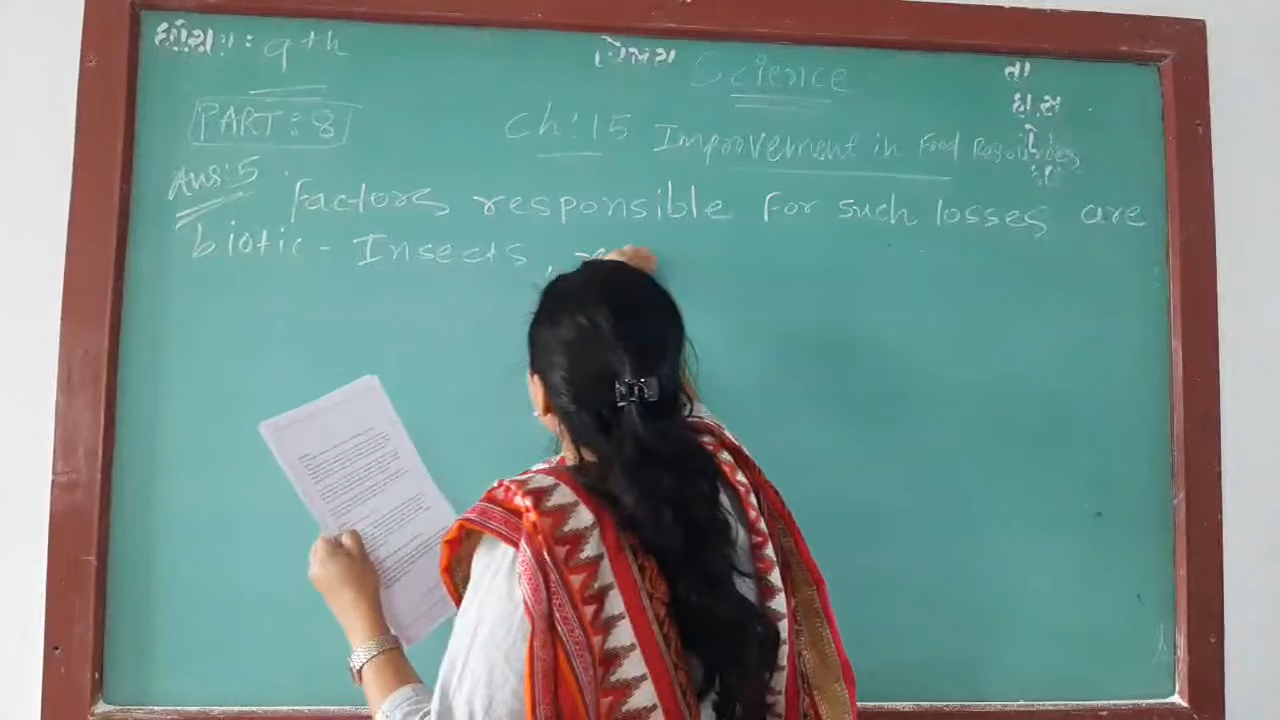 ધોરણ : 9th
વિષય Science
તા
PART : 8
Ch : 15 Improvement in Food Resources
Ans : 5
Factors responsible for such losses are
biotic - Insects,